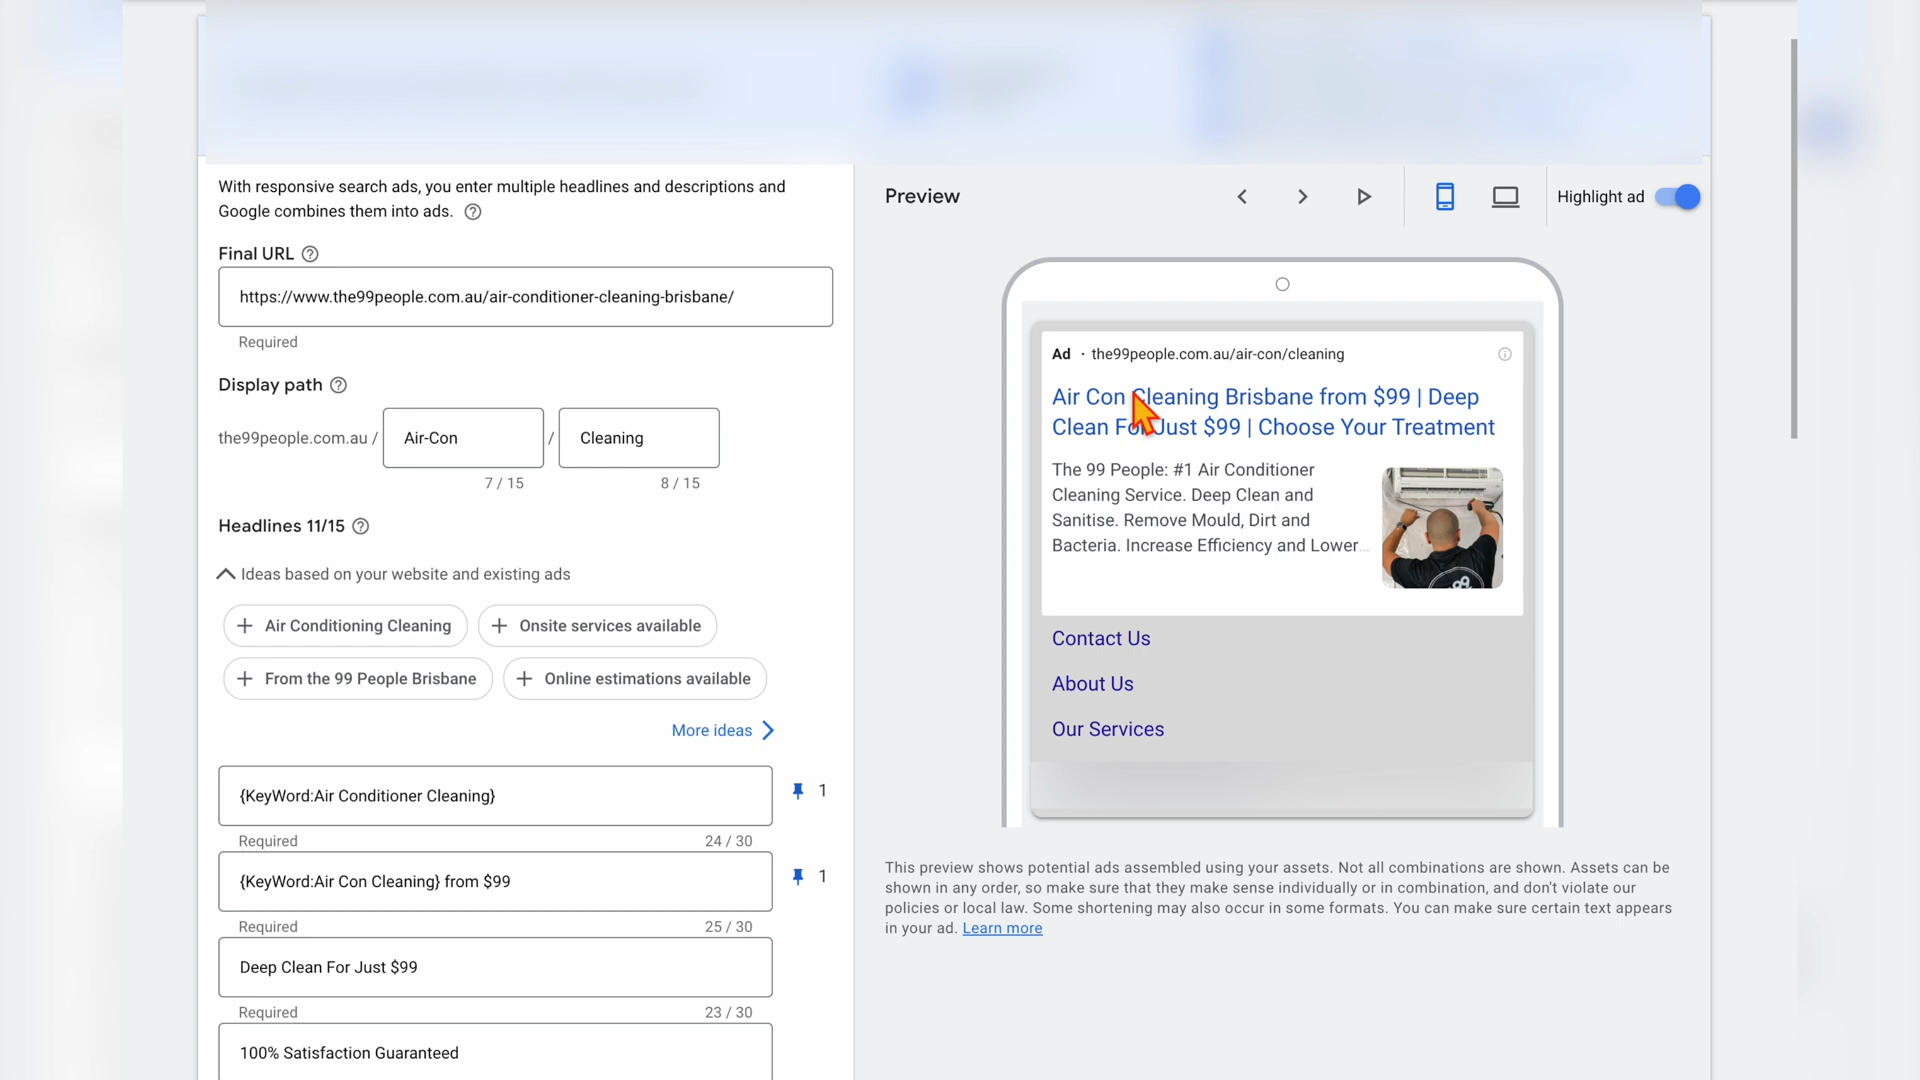 With responsive search ads, you enter multiple headlines and descriptions and
Google combines them into ads.
Final URL
https://www.the99people.com.au/air-conditioner-cleaning-brisbane/
Required
Display path
the99people.com.au / Air-Con / Cleaning
7 / 15 8 / 15
Headlines 11/15
Ideas based on your website and existing ads
Air Conditioning Cleaning Onsite services available
From the 99 People Brisbane Online estimations available
More ideas
{KeyWord:Air Conditioner Cleaning} 1
Required 24 / 30
{KeyWord:Air Con Cleaning} from $99 1
Required 25 / 30
Deep Clean For Just $99
Required 23 / 30
100% Satisfaction Guaranteed
Preview
Highlight ad
Ad · the99people.com.au/air-con/cleaning
Air Con Cleaning Brisbane from $99 | Deep
Clean For Just $99 | Choose Your Treatment
The 99 People: #1 Air Conditioner
Cleaning Service. Deep Clean and
Sanitise. Remove Mould, Dirt and
Bacteria. Increase Efficiency and Lower...
Contact Us
About Us
Our Services
This preview shows potential ads assembled using your assets. Not all combinations are shown. Assets can be
shown in any order, so make sure that they make sense individually or in combination, and don't violate our
policies or local law. Some shortening may also occur in some formats. You can make sure certain text appears
in your ad. Learn more